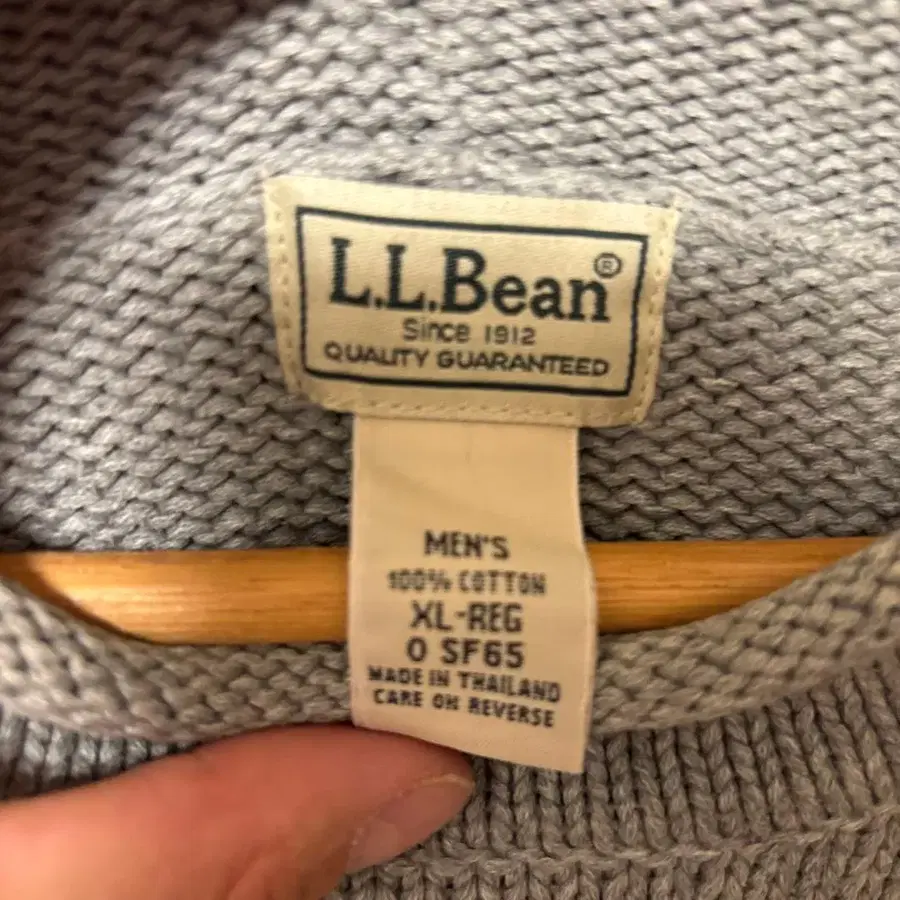 L.L.Bean®
Since 1912
QUALITY GUARANTEED
MEN'S
100% COTTON
XL-REG
0 SF65
MADE IN THAILAND
CARE ON REVERSE